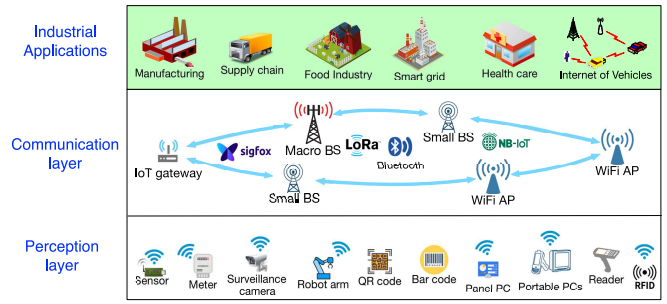 Industrial
Applications
Manufacturing
Supply chain
Food Industry
Smart grid
Health care
Internet of Vehicles
Communication
layer
IoT gateway
sigfox
Macro BS
LoRa
Bluetooth
Small BS
NB-IoT
WiFi AP
Small BS
WiFi AP
Perception
layer
Sensor
Meter
Surveillance
camera
Robot arm
QR code
Bar code
Panel PC
Portable PCs
Reader
RFID